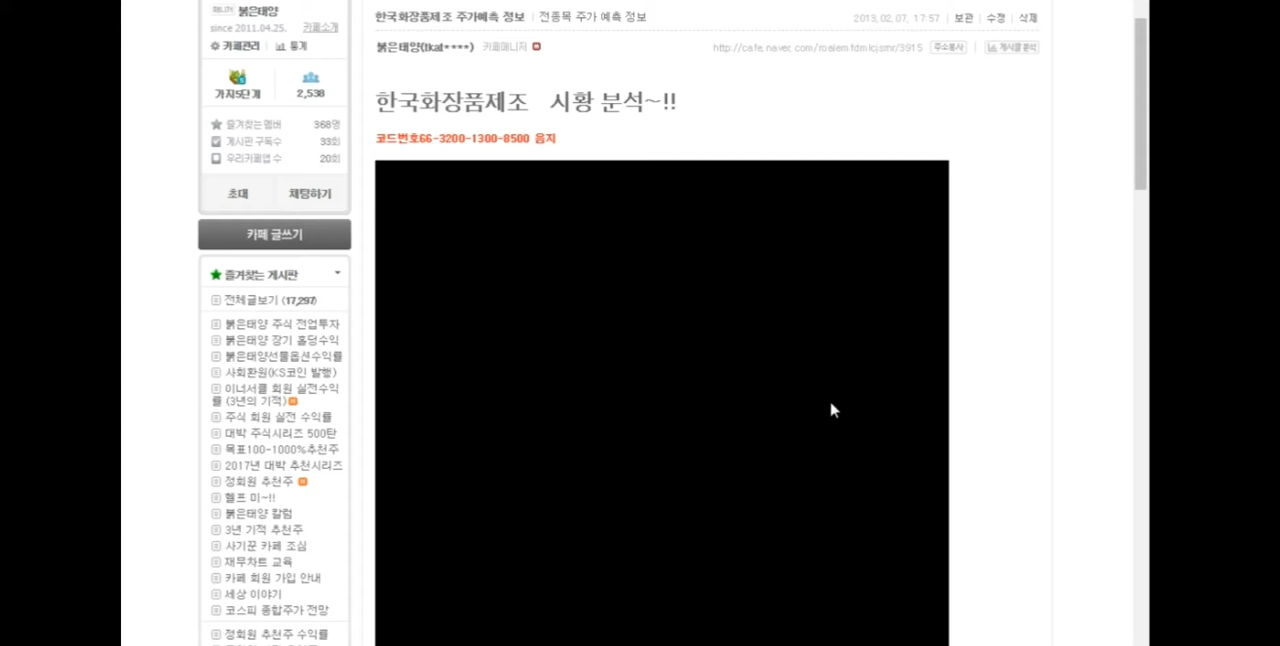 붉은태양
since 2011.04.25. 카페소개
카페관리 통계
가지5단계 2,538
즐겨찾는 멤버 368명
게시판 구독수 33회
우리카페앱 수 20회
초대 채팅하기
카페 글쓰기
즐겨찾는 게시판
전체글보기 (17,297)
붉은태양 주식 전업투자
붉은태양 장기 홀딩수익
붉은태양선물옵션수익률
사회환원(KS코인 발행)
이너서클 회원 실전수익
률 (3년의 기적)
주식 회원 실전 수익률
대박 주식시리즈 500탄
목표100-1000%추천주
2017년 대박 추천시리즈
정회원 추천주
헬프 미~!!
붉은태양 칼럼
3년 기적 추천주
사기꾼 카페 조심
재무차트 교육
카페 회원 가입 안내
세상 이야기
코스피 종합주가 전망
정회원 추천주 수익률
한국화장품제조 주가예측 정보 | 전종목 주가 예측 정보
2013. 02. 07. 17:57 | 보관 | 수정 | 삭제
붉은태양(tkat****) 카페매니저
주소복사 | 게시글 분석
한국화장품제조 시황 분석~!!
코드번호66-3200-1300-8500 음지